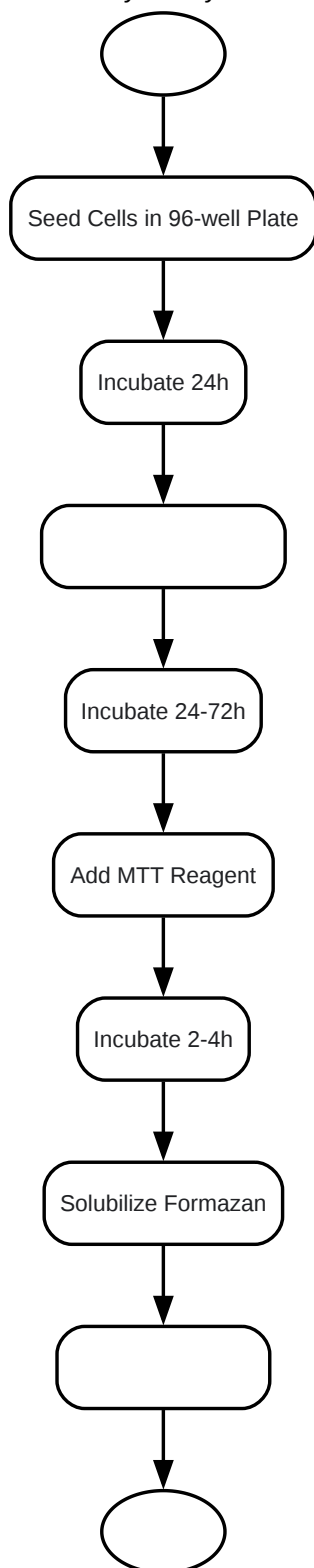 Seed Cells in 96-well Plate
Incubate 24h
Incubate 24-72h
Add MTT Reagent
Incubate 2-4h
Solubilize Formazan